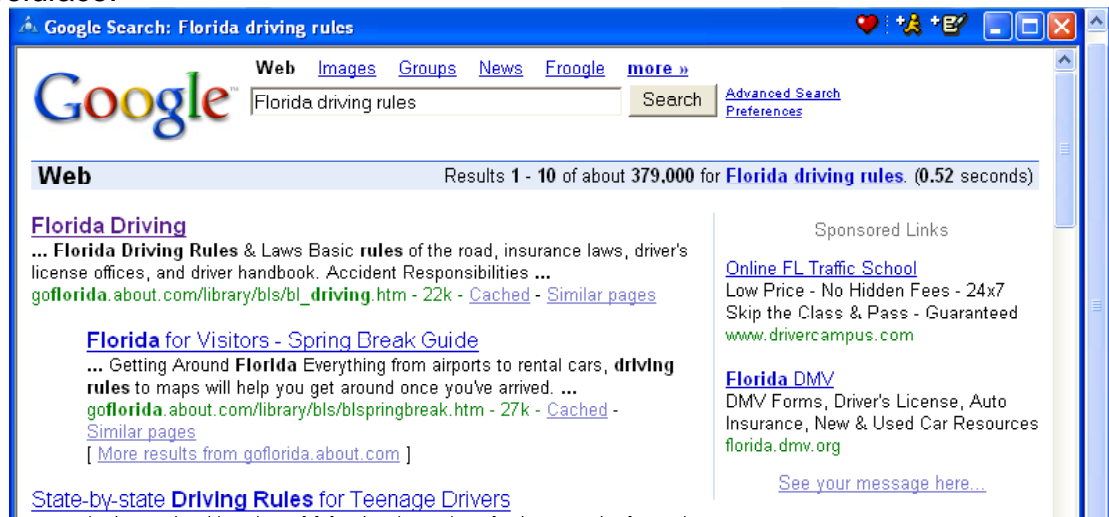 Google Search: Florida driving rules
Google™
Web Images Groups News Froogle more »
Florida driving rules
Search
Advanced Search
Preferences
Web
Results 1 - 10 of about 379,000 for Florida driving rules. (0.52 seconds)
Florida Driving
... Florida Driving Rules & Laws Basic rules of the road, insurance laws, driver's
license offices, and driver handbook. Accident Responsibilities ...
goflorida.about.com/library/bls/bl_driving.htm - 22k - Cached - Similar pages
Florida for Visitors - Spring Break Guide
... Getting Around Florida Everything from airports to rental cars, driving
rules to maps will help you get around once you've arrived. ...
goflorida.about.com/library/bls/blspringbreak.htm - 27k - Cached -
Similar pages
[ More results from goflorida.about.com ]
State-by-state Driving Rules for Teenage Drivers
Sponsored Links
Online FL Traffic School
Low Price - No Hidden Fees - 24x7
Skip the Class & Pass - Guaranteed
www.drivercampus.com
Florida DMV
DMV Forms, Driver's License, Auto
Insurance, New & Used Car Resources
florida.dmv.org
See your message here...